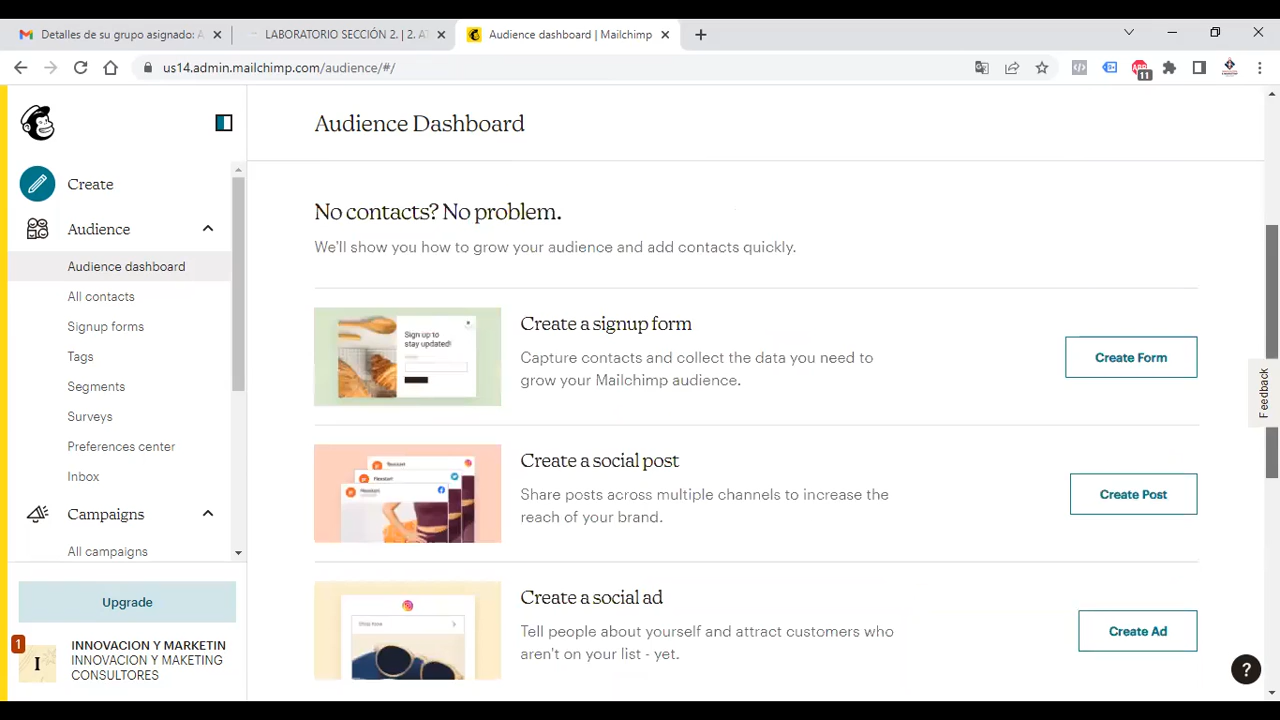 Detalles de su grupo asignado: A
LABORATORIO SECCIÓN 2. | 2. AT
Audience dashboard | Mailchimp
us14.admin.mailchimp.com/audience/#/
11
Audience Dashboard
Create
Audience
Audience dashboard
All contacts
Signup forms
Tags
Segments
Surveys
Preferences center
Inbox
Campaigns
All campaigns
Upgrade
1
I
INNOVACION Y MARKETIN
INNOVACION Y MAKETING
CONSULTORES
No contacts? No problem.
We'll show you how to grow your audience and add contacts quickly.
Sign up to
stay updated!
Create a signup form
Capture contacts and collect the data you need to
grow your Mailchimp audience.
Create Form
Create a social post
Share posts across multiple channels to increase the
reach of your brand.
Create Post
Create a social ad
Tell people about yourself and attract customers who
aren't on your list - yet.
Create Ad
Feedback
?